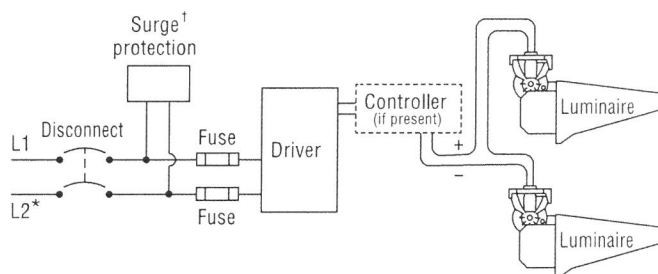 Surge†
protection
L1
Disconnect
Fuse
L2*
Fuse
Driver
Controller
(if present)
+
−
Luminaire
Luminaire